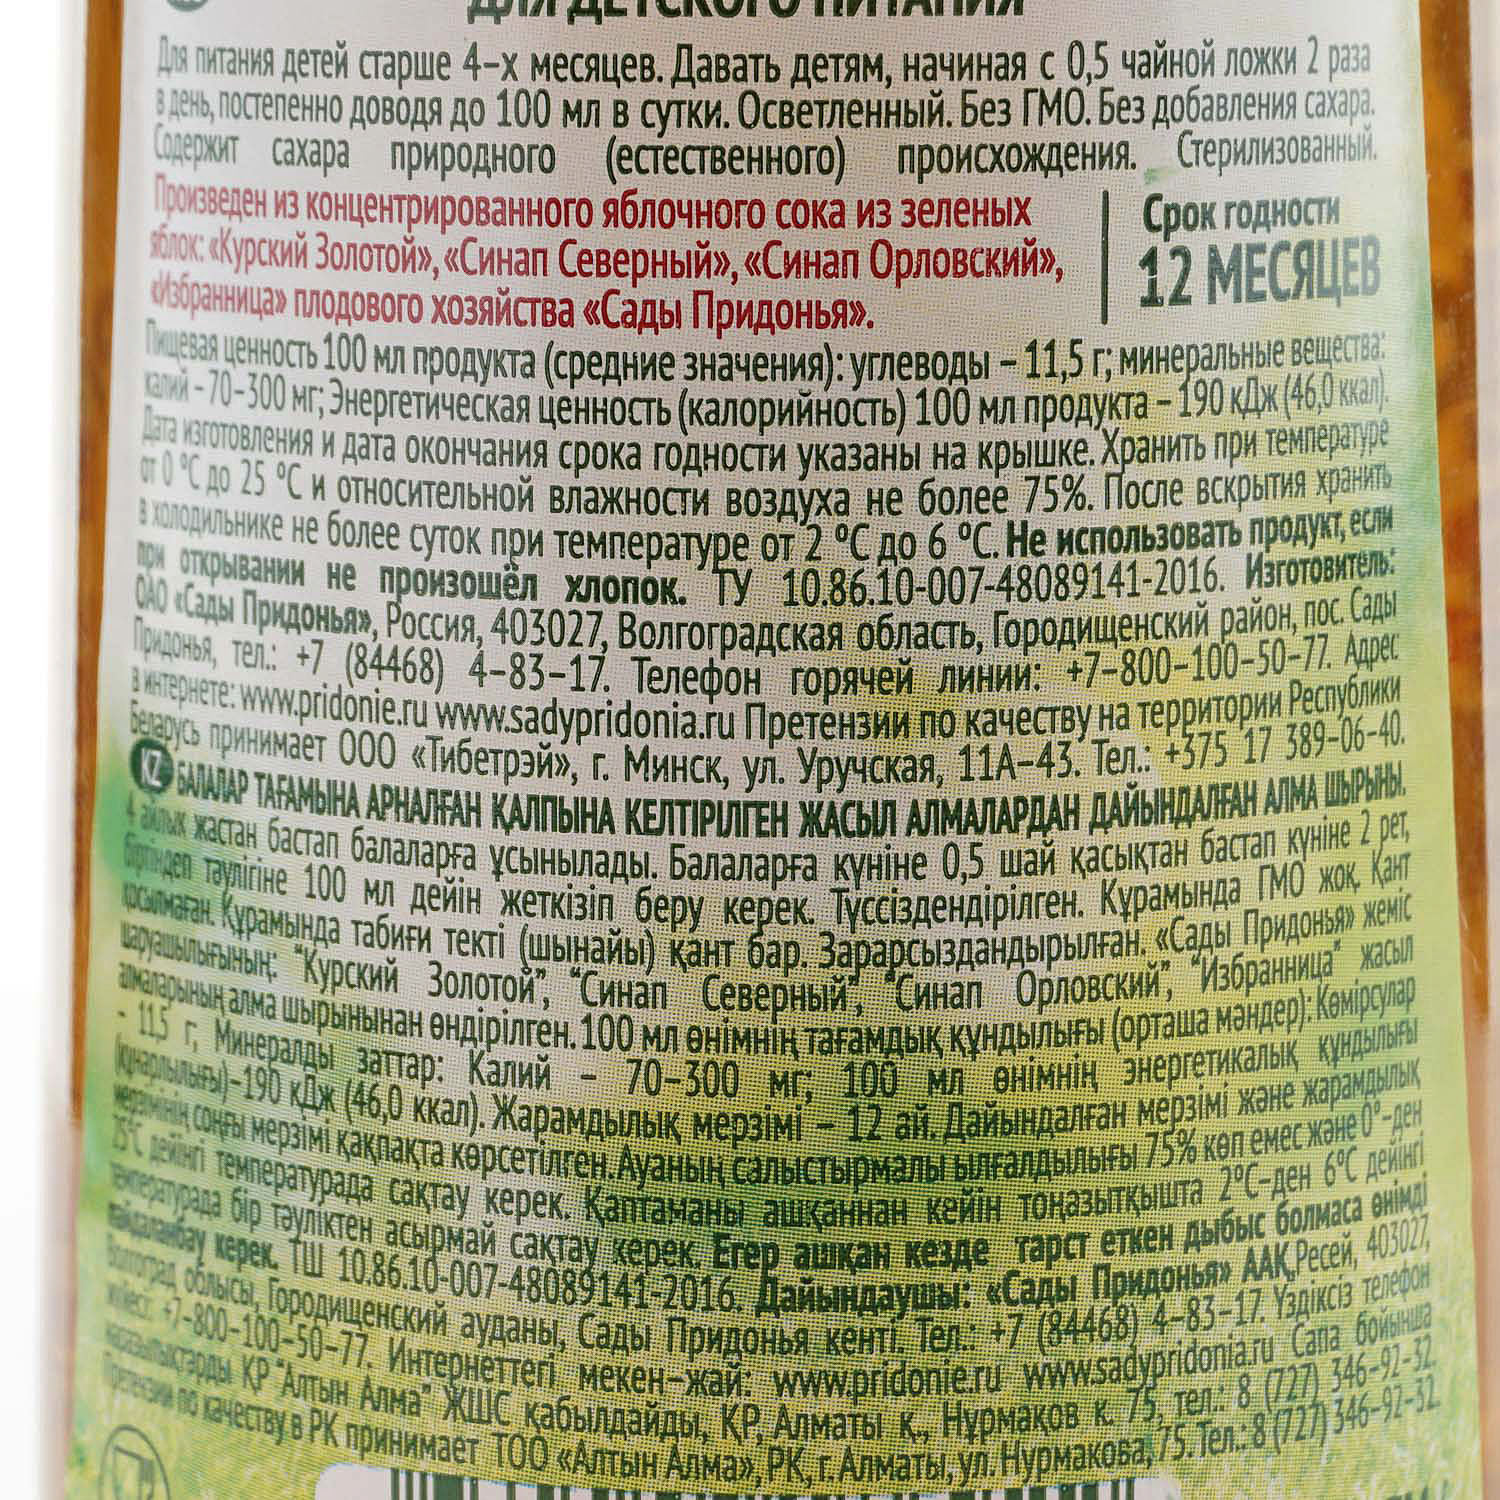 ДЛЯ ДЕТСКОГО ПИТАНИЯ
Для питания детей старше 4-х месяцев. Давать детям, начиная с 0,5 чайной ложки 2 раза
в день, постепенно доводя до 100 мл в сутки. Осветленный. Без ГМО. Без добавления сахара.
Содержит сахара природного (естественного) происхождения. Стерилизованный.
Произведен из концентрированного яблочного сока из зеленых
яблок: «Курский Золотой», «Синап Северный», «Синап Орловский»,
«Избранница» плодового хозяйства «Сады Придонья».
Срок годности
12 МЕСЯЦЕВ
Пищевая ценность 100 мл продукта (средние значения): углеводы – 11,5 г; минеральные вещества:
калий – 70-300 мг; Энергетическая ценность (калорийность) 100 мл продукта – 190 кДж (46,0 ккал).
Дата изготовления и дата окончания срока годности указаны на крышке. Хранить при температуре
от 0 °С до 25 °С и относительной влажности воздуха не более 75%. После вскрытия хранить
в холодильнике не более суток при температуре от 2 °С до 6 °С. Не использовать продукт, если
при открывании не произошёл хлопок. ТУ 10.86.10-007-48089141-2016. Изготовитель:
ОАО «Сады Придонья», Россия, 403027, Волгоградская область, Городищенский район, пос. Сады
Придонья, тел.: +7 (84468) 4-83-17. Телефон горячей линии: +7-800-100-50-77. Адрес
в интернете: www.pridonie.ru www.sadypridonia.ru Претензии по качеству на территории Республики
Беларусь принимает ООО «Тибетрэй», г. Минск, ул. Уручская, 11А-43. Тел.: +375 17 389-06-40.
KZ БАЛАЛАР ТАҒАМЫНА АРНАЛҒАН ҚАЛПЫНА КЕЛТІРІЛГЕН ЖАСЫЛ АЛМАЛАРДАН ДАЙЫНДАЛҒАН АЛМА ШЫРЫНЫ.
4 айлық жастан бастап балаларға ұсынылады. Балаларға күніне 0,5 шай қасықтан бастап күніне 2 рет,
біртіндеп тәулігіне 100 мл дейін жеткізіп беру керек. Түссіздендірілген. Құрамында ГМО жоқ. Қант
қосылмаған. Құрамында табиғи текті (шынайы) қант бар. Зарарсыздандырылған. «Сады Придонья» жеміс
шаруашылығының: "Курский Золотой", "Синап Северный", "Синап Орловский", "Избранница" жасыл
алмаларының алма шырынынан өндірілген. 100 мл өнімнің тағамдық құндылығы (орташа мәндер): Көмірсулар
- 11,5 г, Минералды заттар: Калий – 70-300 мг; 100 мл өнімнің энергетикалық құндылығы
(құнарлылығы)-190 кДж (46,0 ккал). Жарамдылық мерзімі – 12 ай. Дайындалған мерзімі және жарамдылық
мерзімінің соңғы мерзімі қақпақта көрсетілген. Ауаның салыстырмалы ылғалдылығы 75% көп емес және 0°-ден
25°С дейінгі температурада сақтау керек. Қаптаманы ашқаннан кейін тоңазытқышта 2°С-ден 6°С дейінгі
температурада бір тәуліктен асырмай сақтау керек. Егер ашқан кезде тарст еткен дыбыс болмаса өнімді
пайдаланбау керек. ТШ 10.86.10-007-48089141-2016. Дайындаушы: «Сады Придонья» ААҚ, Ресей, 403027,
Волгоград облысы, Городищенский ауданы, Сады Придонья кенті. Тел.: +7 (84468) 4-83-17. Үздіксіз телефон
желісі: +7-800-100-50-77. Интернеттегі мекен-жай: www.pridonie.ru www.sadypridonia.ru Сапа бойынша
наразылықтарды ҚР "Алтын Алма" ЖШС қабылдайды, ҚР, Алматы қ., Нұрмақов к. 75, тел.: 8 (727) 346-92-32.
Претензии по качеству в РК принимает ТОО «Алтын Алма», РК, г. Алматы, ул. Нурмакова, 75. Тел.: 8 (727) 346-92-32.